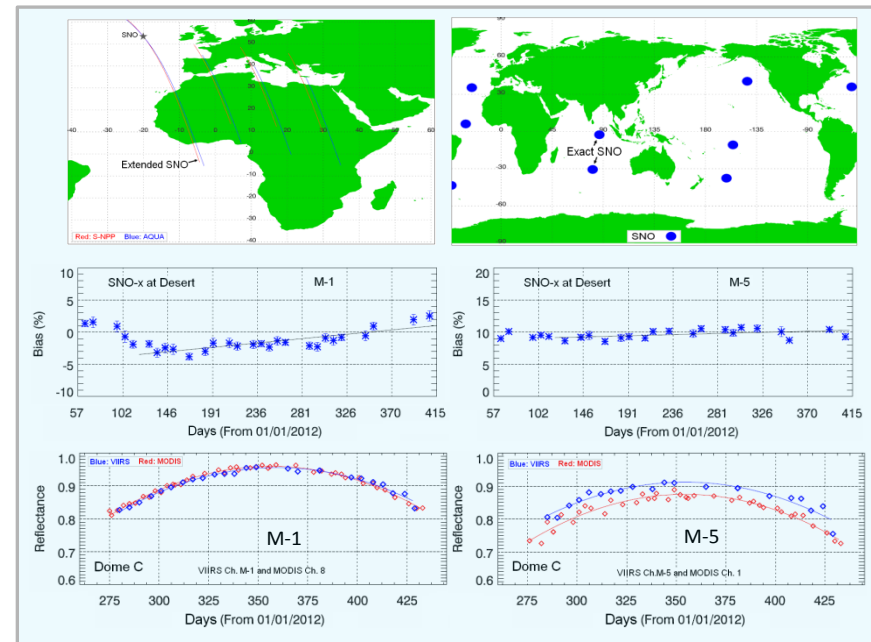 SNO
-40 -30 -20 -10 0 10 20 30 40 50 60
Extended SNO
Red: S-NPP Blue: AQUA
60
30
Exact SNO
-30
-60
SNO
Bias (%)
10
5
0
-5
-10
SNO-x at Desert M-1
57 102 146 191 236 281 326 370 415
Days (From 01/01/2012)
Bias (%)
20
15
10
5
0
SNO-x at Desert M-5
57 102 146 191 236 281 326 370 415
Days (From 01/01/2012)
Reflectance
1.0
0.9
0.8
0.7
0.6
Blue: VIIRS Red: MODIS
M-1
Dome C
VIIRS Ch. M-1 and MODIS Ch. 8
275 300 325 350 375 400 425
Days (From 01/01/2012)
Reflectance
1.0
0.9
0.8
0.7
0.6
Blue: VIIRS Red: MODIS
M-5
Dome C
VIIRS Ch.M-5 and MODIS Ch. 1
275 300 325 350 375 400 425
Days (From 01/01/2012)